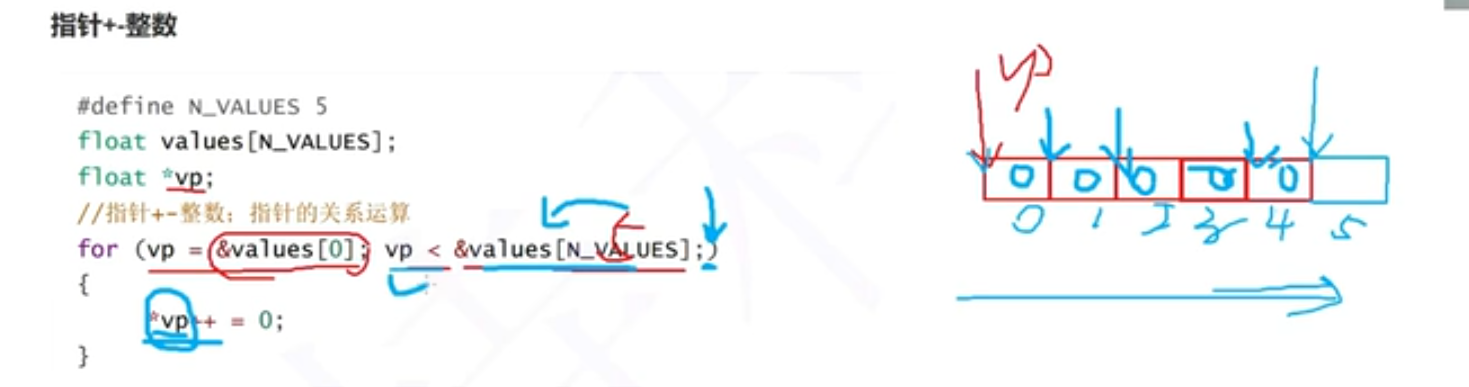 指针+-整数
#define N_VALUES 5
float values[N_VALUES];
float *vp;
//指针+-整数；指针的关系运算
for (vp = &values[0]; vp < &values[N_VALUES];)
{
*vp++ = 0;
}
vp
0 0 0 0 0
0 1 2 3 4 5
5